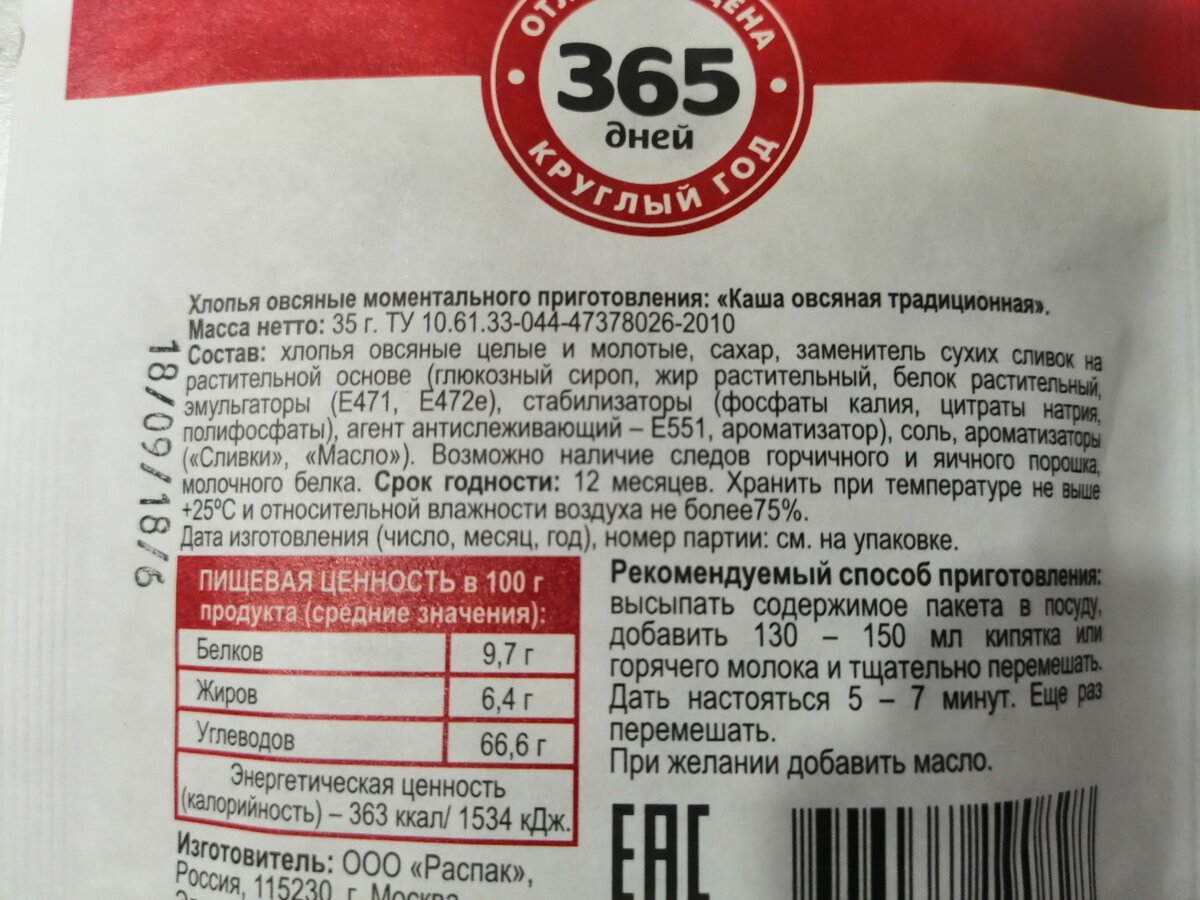 365
дней
КРУГЛЫЙ ГОД
Хлопья овсяные моментального приготовления: «Каша овсяная традиционная».
Масса нетто: 35 г. ТУ 10.61.33-044-47378026-2010
Состав: хлопья овсяные целые и молотые, сахар, заменитель сухих сливок на
растительной основе (глюкозный сироп, жир растительный, белок растительный,
эмульгаторы (Е471, Е472е), стабилизаторы (фосфаты калия, цитраты натрия,
полифосфаты), агент антислеживающий – Е551, ароматизатор), соль, ароматизаторы
(«Сливки», «Масло»). Возможно наличие следов горчичного и яичного порошка,
молочного белка. Срок годности: 12 месяцев. Хранить при температуре не выше
+25ºС и относительной влажности воздуха не более75%.
Дата изготовления (число, месяц, год), номер партии: см. на упаковке.
18/09/18/6
ПИЩЕВАЯ ЦЕННОСТЬ в 100 г
продукта (средние значения):
Белков 9,7 г
Жиров 6,4 г
Углеводов 66,6 г
Энергетическая ценность
(калорийность) – 363 ккал/ 1534 кДж.
Изготовитель: ООО «Распак»,
Россия, 115230, г. Москва
Рекомендуемый способ приготовления:
высыпать содержимое пакета в посуду,
добавить 130 – 150 мл кипятка или
горячего молока и тщательно перемешать.
Дать настояться 5 – 7 минут. Еще раз
перемешать.
При желании добавить масло.
ЕАС